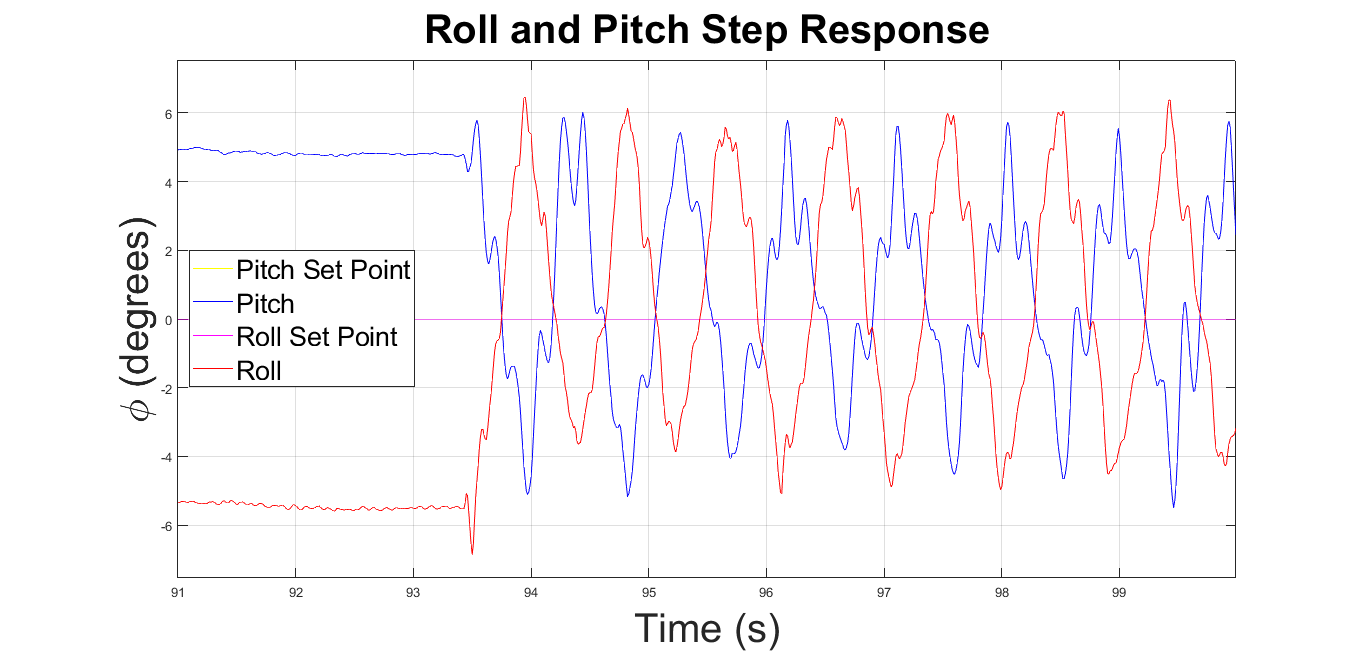 Roll and Pitch Step Response
ϕ (degrees)
6
4
2
0
-2
-4
-6
Pitch Set Point
Pitch
Roll Set Point
Roll
91 92 93 94 95 96 97 98 99
Time (s)